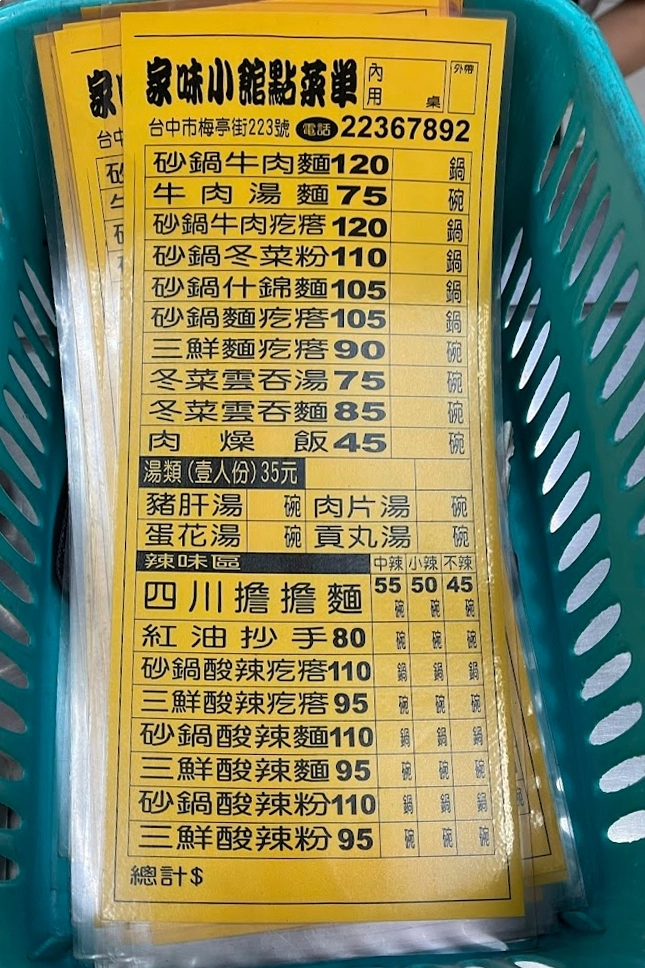 家味小館點菜單 內用 桌 外帶
台中市梅亭街223號 電話 22367892
砂鍋牛肉麵120 鍋
牛肉湯麵75 碗
砂鍋牛肉疙瘩120 鍋
砂鍋冬菜粉110 鍋
砂鍋什錦麵105 鍋
砂鍋麵疙瘩105 鍋
三鮮麵疙瘩90 碗
冬菜雲吞湯75 碗
冬菜雲吞麵85 碗
肉燥飯45 碗
湯類(壹人份)35元
豬肝湯 碗 肉片湯 碗
蛋花湯 碗 貢丸湯 碗
辣味區 中辣 小辣 不辣
四川擔擔麵 55 碗 50 碗 45 碗
紅油抄手80 碗 碗 碗
砂鍋酸辣疙瘩110 鍋 鍋 鍋
三鮮酸辣疙瘩95 碗 碗 碗
砂鍋酸辣麵110 鍋 鍋 鍋
三鮮酸辣麵95 碗 碗 碗
砂鍋酸辣粉110 鍋 鍋 鍋
三鮮酸辣粉95 碗 碗 碗
總計$